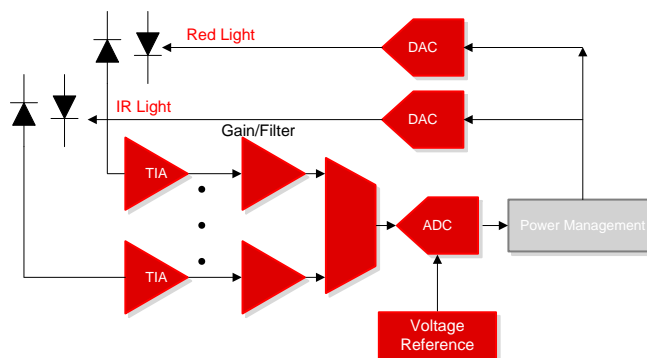 Red Light
DAC
IR Light
DAC
Gain/Filter
TIA
ADC
Power Management
TIA
Voltage
Reference